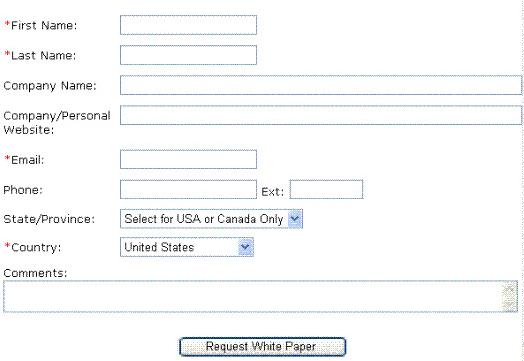 *First Name:
*Last Name:
Company Name:
Company/Personal
Website:
*Email:
Phone:
Ext:
State/Province:
Select for USA or Canada Only
*Country:
United States
Comments:
Request White Paper